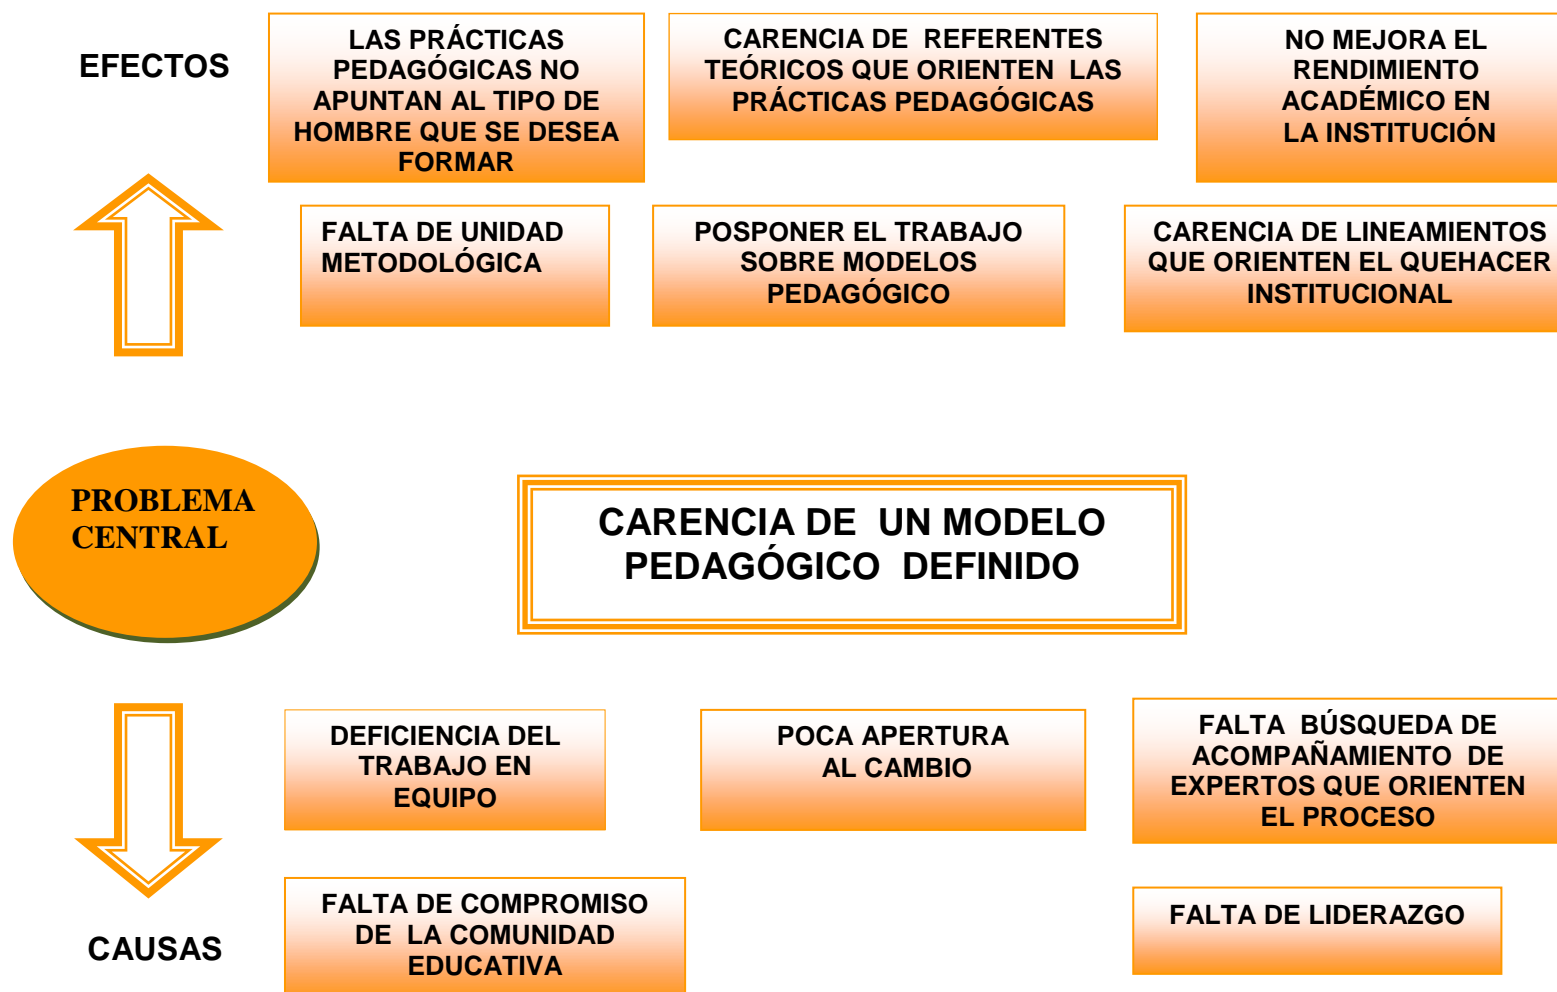 EFECTOS
LAS PRÁCTICAS
PEDAGÓGICAS NO
APUNTAN AL TIPO DE
HOMBRE QUE SE DESEA
FORMAR
CARENCIA DE REFERENTES
TEÓRICOS QUE ORIENTEN LAS
PRÁCTICAS PEDAGÓGICAS
NO MEJORA EL
RENDIMIENTO
ACADÉMICO EN
LA INSTITUCIÓN
FALTA DE UNIDAD
METODOLÓGICA
POSPONER EL TRABAJO
SOBRE MODELOS
PEDAGÓGICO
CARENCIA DE LINEAMIENTOS
QUE ORIENTEN EL QUEHACER
INSTITUCIONAL
PROBLEMA
CENTRAL
CARENCIA DE UN MODELO
PEDAGÓGICO DEFINIDO
DEFICIENCIA DEL
TRABAJO EN
EQUIPO
POCA APERTURA
AL CAMBIO
FALTA BÚSQUEDA DE
ACOMPAÑAMIENTO DE
EXPERTOS QUE ORIENTEN
EL PROCESO
CAUSAS
FALTA DE COMPROMISO
DE LA COMUNIDAD
EDUCATIVA
FALTA DE LIDERAZGO